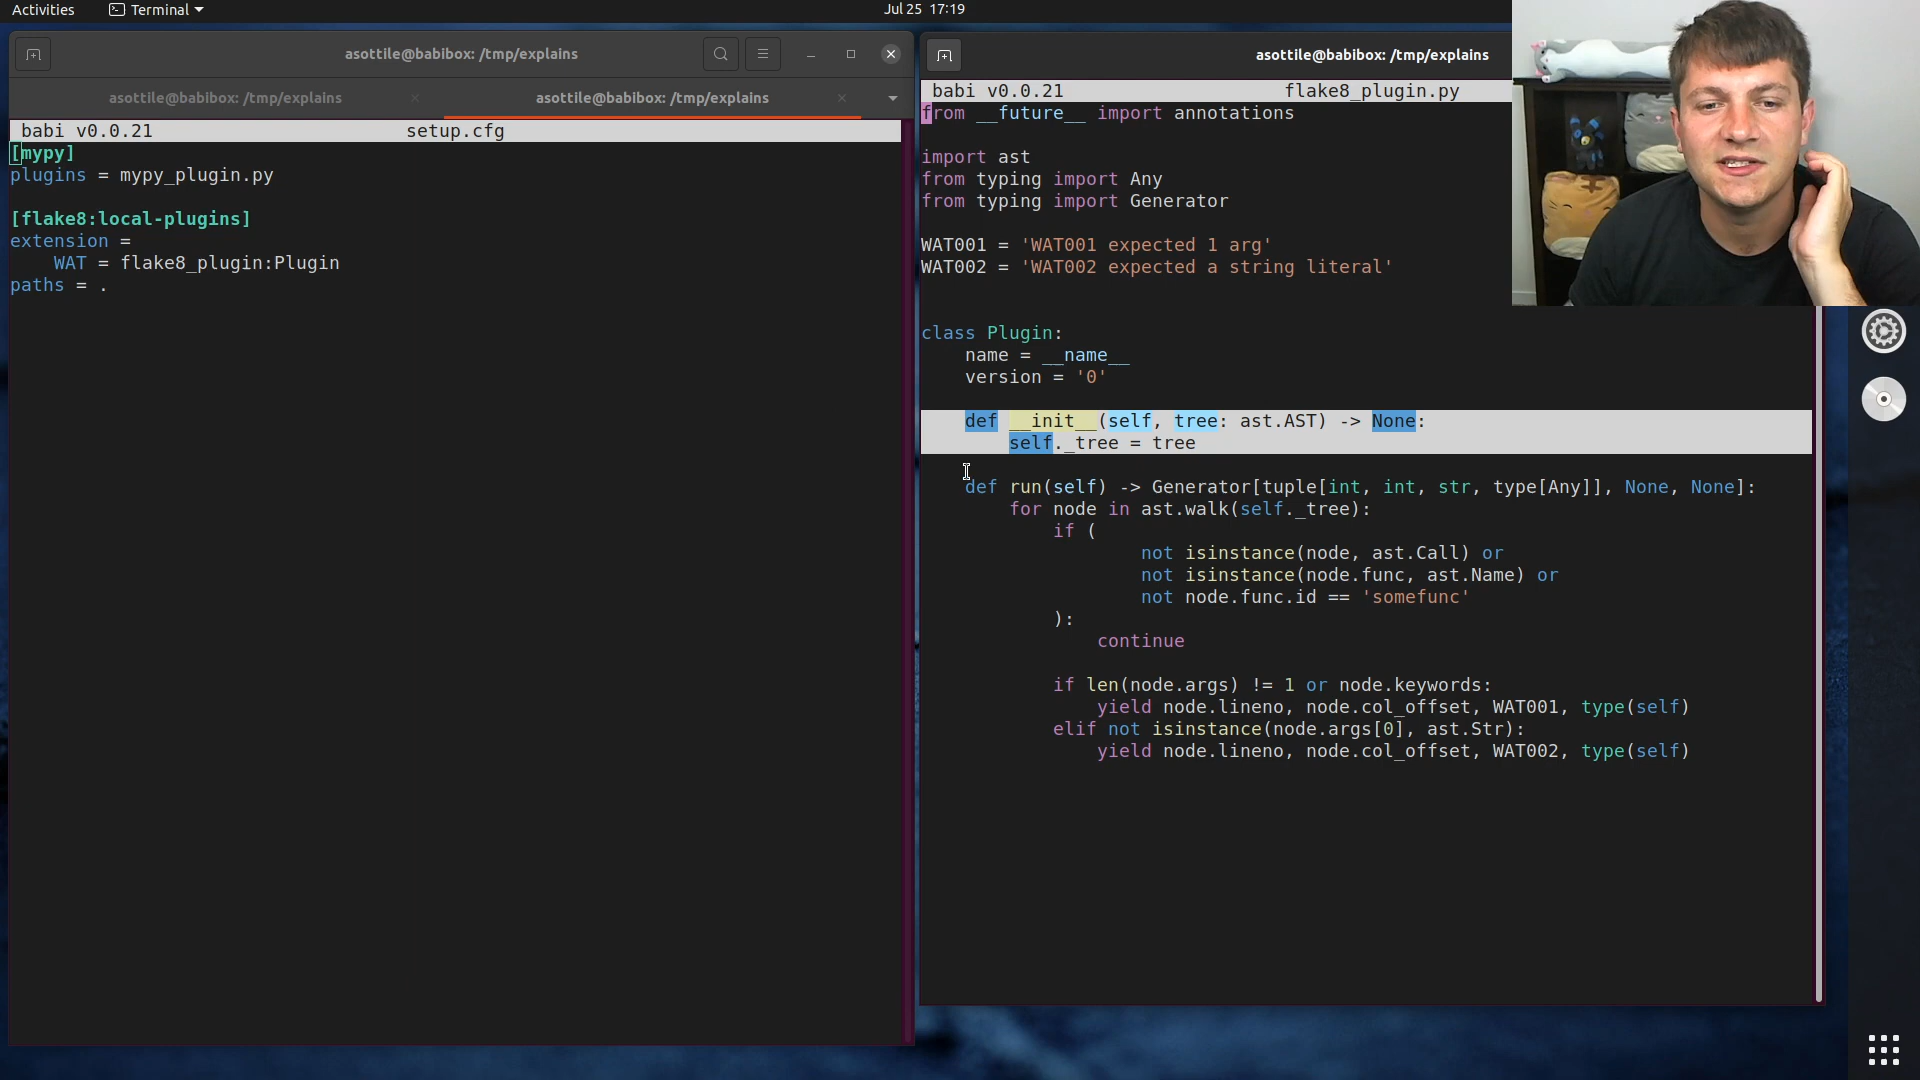 Activities
Terminal
Jul 25 17:19
asottile@babibox: /tmp/explains
asottile@babibox: /tmp/explains
asottile@babibox: /tmp/explains
babi v0.0.21 setup.cfg
[mypy]
plugins = mypy_plugin.py
[flake8:local-plugins]
extension =
    WAT = flake8_plugin:Plugin
paths = .
asottile@babibox: /tmp/explains
babi v0.0.21 flake8_plugin.py
from __future__ import annotations
import ast
from typing import Any
from typing import Generator
WAT001 = 'WAT001 expected 1 arg'
WAT002 = 'WAT002 expected a string literal'
class Plugin:
    name = __name__
    version = '0'
    def __init__(self, tree: ast.AST) -> None:
        self._tree = tree
    def run(self) -> Generator[tuple[int, int, str, type[Any]], None, None]:
        for node in ast.walk(self._tree):
            if (
                    not isinstance(node, ast.Call) or
                    not isinstance(node.func, ast.Name) or
                    not node.func.id == 'somefunc'
            ):
                continue
            if len(node.args) != 1 or node.keywords:
                yield node.lineno, node.col_offset, WAT001, type(self)
            elif not isinstance(node.args[0], ast.Str):
                yield node.lineno, node.col_offset, WAT002, type(self)